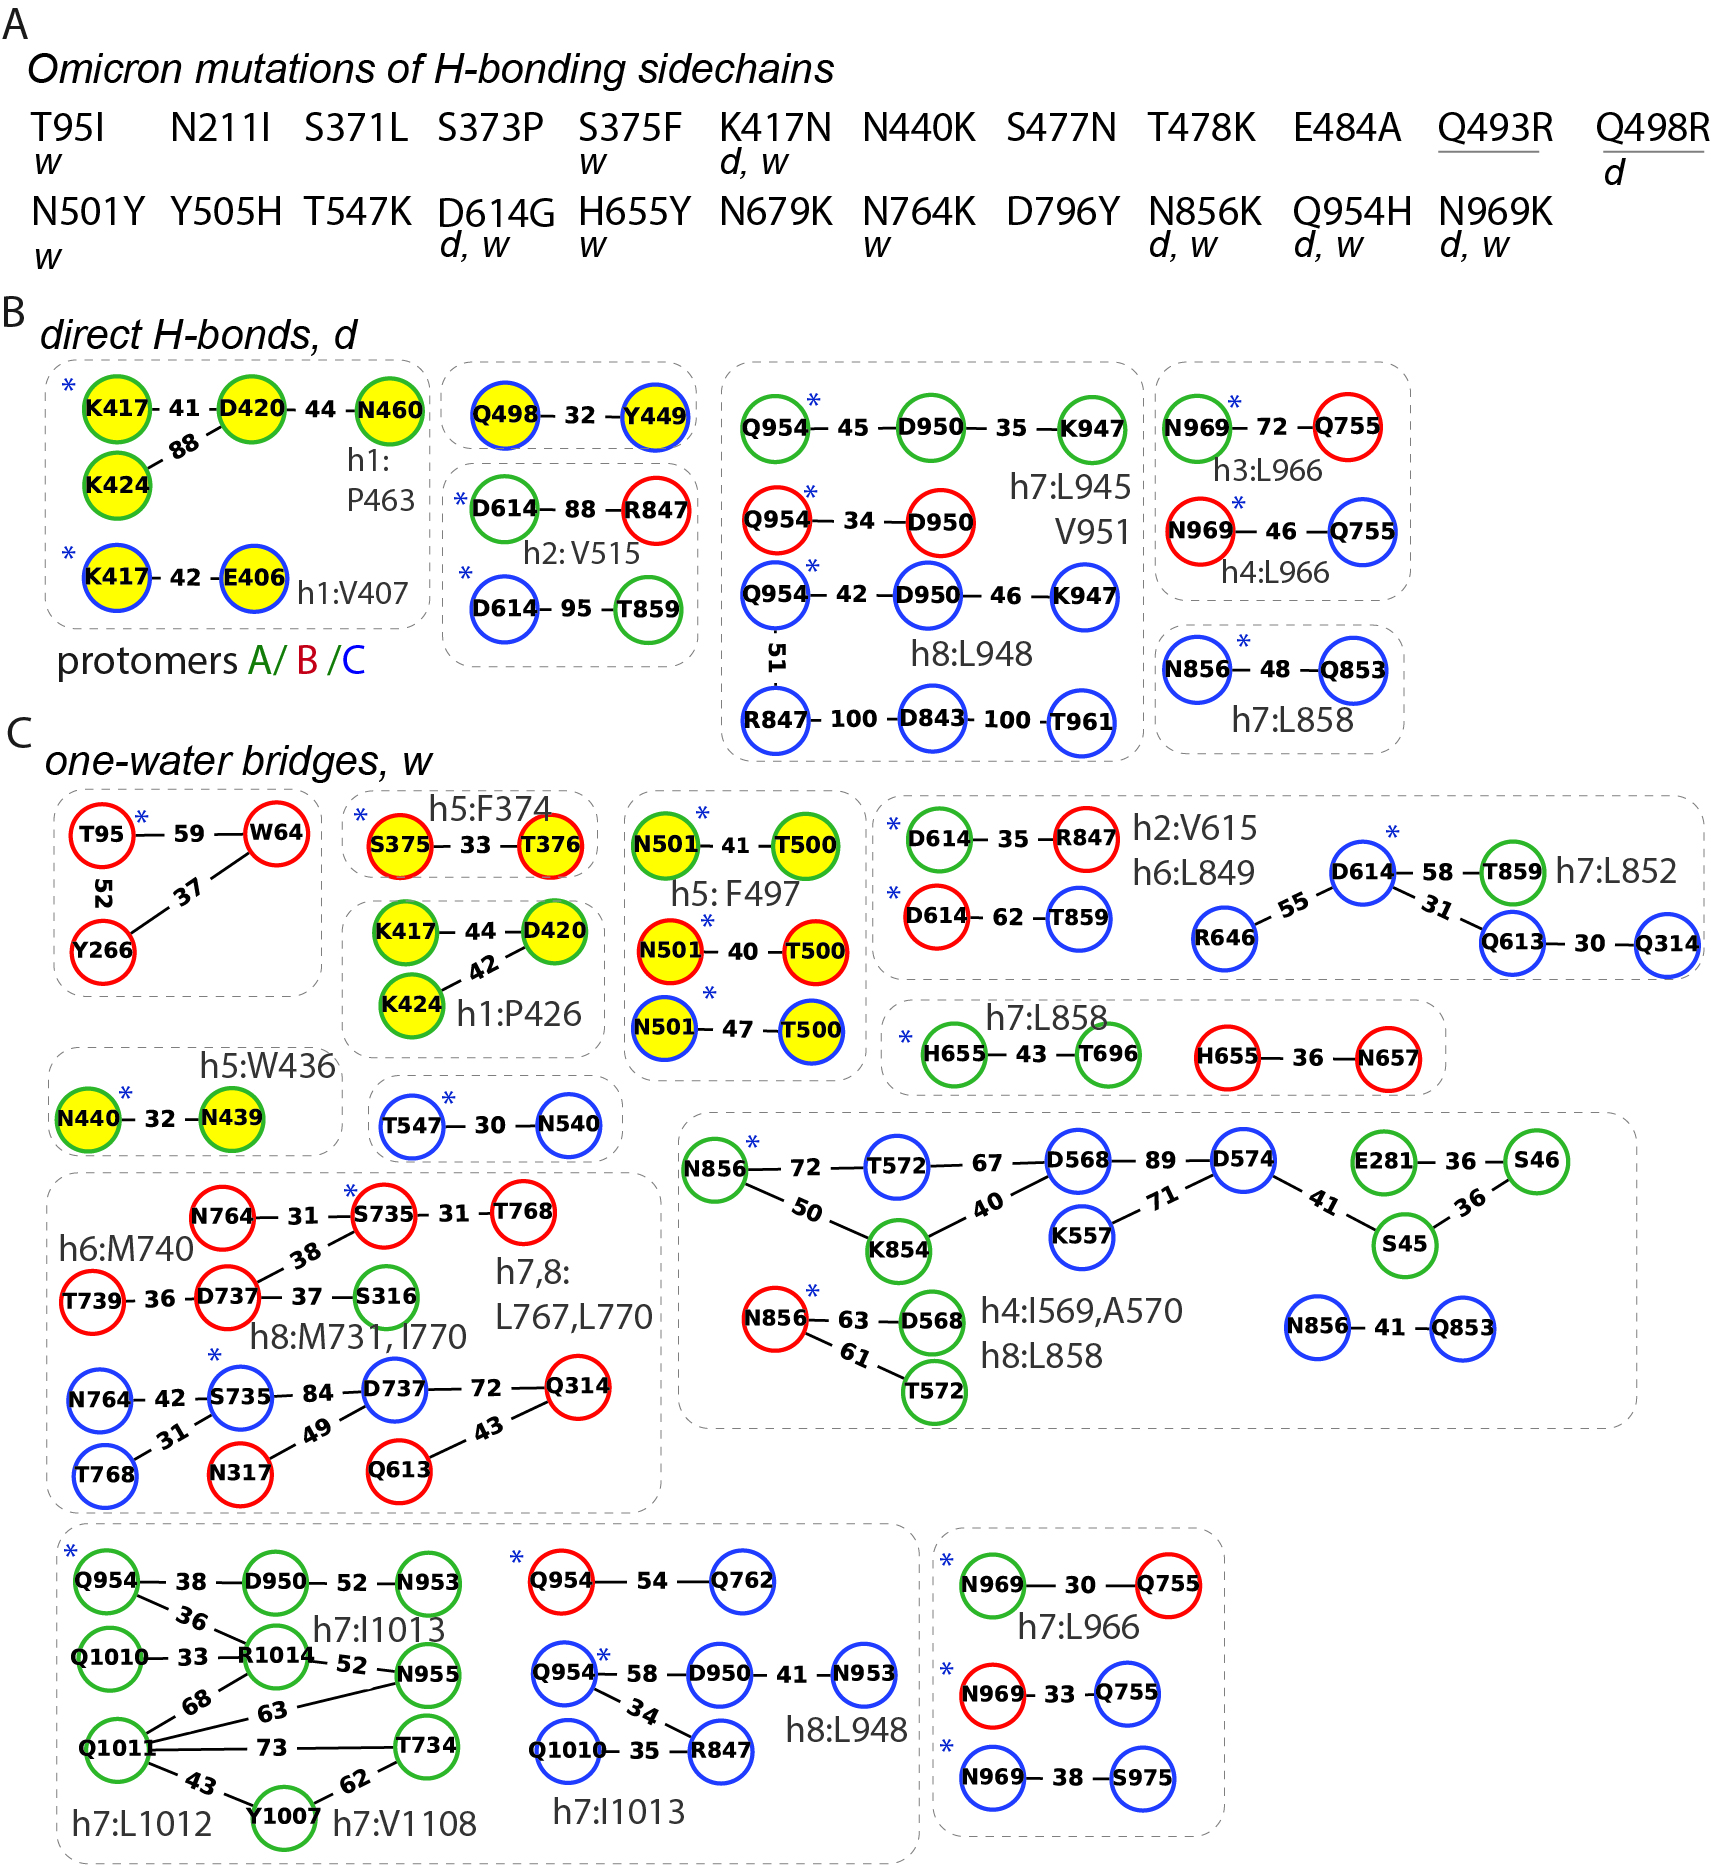 A
Omicron mutations of H-bonding sidechains
T95I N211I S371L S373P S375F K417N N440K S477N T478K E484A Q493R Q498R
w w d, w d
N501Y Y505H T547K D614G H655Y N679K N764K D796Y N856K Q954H N969K
w d, w w w d, w d, w d, w
B
direct H-bonds, d
* K417 41 D420 44 N460
88
K424
h1:
P463
* K417 42 E406 h1:V407
Q498 32 Y449
* D614 88 R847
h2: V515
* D614 95 T859
Q954 * 45 D950 35 K947
h7:L945
V951
Q954 * 34 D950
Q954 * 42 D950 46 K947
51
h8:L948
R847 100 D843 100 T961
N969 * 72 Q755
h3:L966
N969 * 46 Q755
h4:L966
N856 * 48 Q853
h7:L858
protomers A/ B /C
C
one-water bridges, w
T95 * 59 W64
52 37
Y266
h5:F374
* S375 33 T376
K417 44 D420
42
K424 h1:P426
N501 * 41 T500
h5: F497
N501 * 40 T500
N501 * 47 T500
* D614 35 R847
h2:V615
h6:L849
* D614 62 T859
D614 * 58 T859 h7:L852
55 31
R646 Q613 30 Q314
h7:L858
* H655 43 T696
H655 36 N657
h5:W436
N440 * 32 N439
T547 * 30 N540
N856 * 72 T572 67 D568 89 D574
50 40 71 41
K854 K557 S45
E281 36 S46
36
N856 * 63 D568
61
T572
h4:I569,A570
h8:L858
N856 41 Q853
N764 31 * S735 31 T768
h6:M740 38
T739 36 D737 37 S316
h7,8:
L767,L770
h8:M731, I770
N764 42 * S735 84 D737 72 Q314
31 49 43
T768 N317 Q613
* Q954 38 D950 52 N953
36
h7:I1013
Q1010 33 R1014 52 N955
68 63
Q1011 73 T734
43 62
Y1007
h7:L1012 h7:V1108
* Q954 54 Q762
Q954 * 58 D950 41 N953
34
h8:L948
Q1010 35 R847
h7:I1013
* N969 30 Q755
h7:L966
* N969 33 Q755
* N969 38 S975